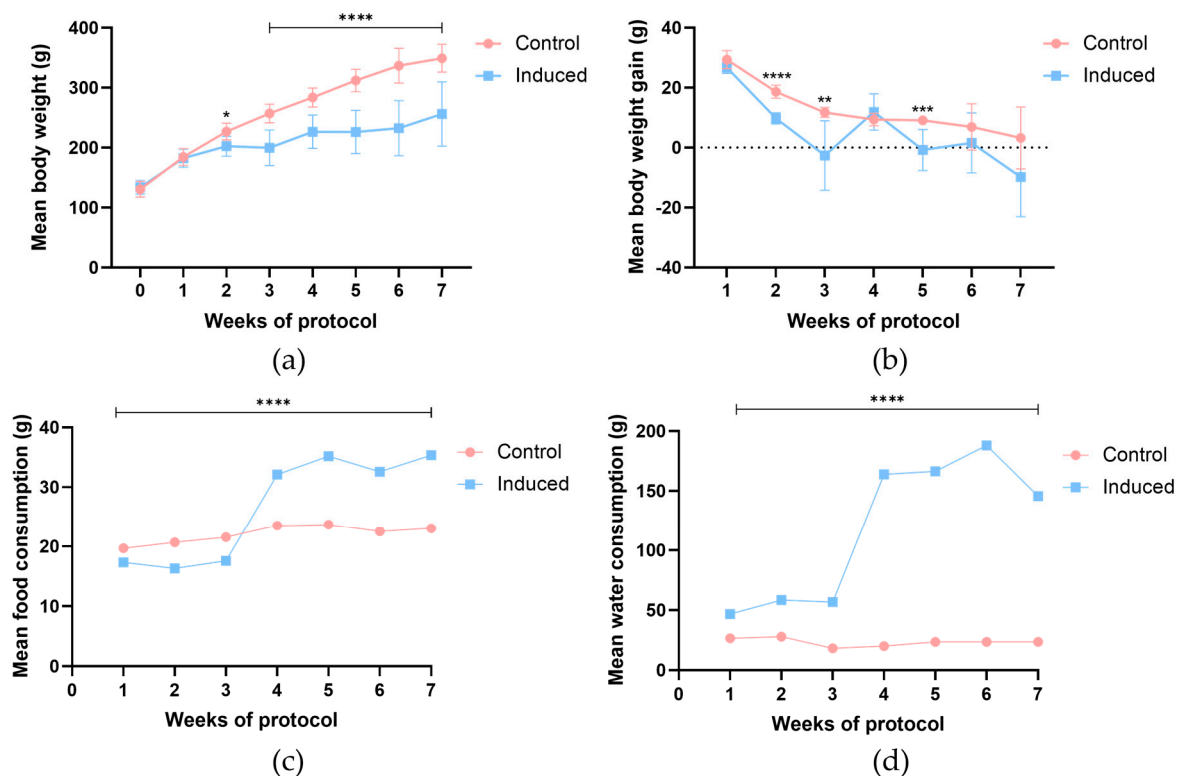 ****
400
300
200
100
0
Mean body weight (g)
*
Control
Induced
0 1 2 3 4 5 6 7
Weeks of protocol
(a)
40
20
0
-20
-40
Mean body weight gain (g)
****
**
***
Control
Induced
1 2 3 4 5 6 7
Weeks of protocol
(b)
****
40
30
20
10
0
Mean food consumption (g)
Control
Induced
0 1 2 3 4 5 6 7
Weeks of protocol
(c)
****
200
150
100
50
0
Mean water consumption (g)
Control
Induced
0 1 2 3 4 5 6 7
Weeks of protocol
(d)